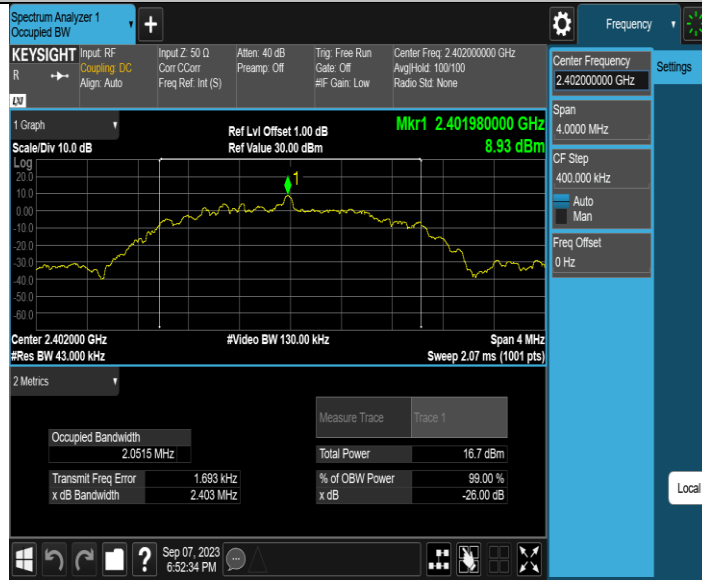 Spectrum Analyzer 1
Occupied BW
+
Frequency
KEYSIGHT
R
LXI
Input: RF
Coupling: DC
Align: Auto
Input Z: 50 Ω
Corr CCorr
Freq Ref: Int (S)
Atten: 40 dB
Preamp: Off
Trig: Free Run
Gate: Off
#IF Gain: Low
Center Freq: 2.402000000 GHz
Avg|Hold: 100/100
Radio Std: None
Center Frequency
2.402000000 GHz
Settings
Span
4.0000 MHz
CF Step
400.000 kHz
Auto
Man
Freq Offset
0 Hz
Local
1 Graph
Scale/Div 10.0 dB
Ref Lvl Offset 1.00 dB
Ref Value 30.00 dBm
Mkr1 2.401980000 GHz
8.93 dBm
Log
20.0
10.0
0.00
-10.0
-20.0
-30.0
-40.0
-50.0
-60.0
1
Center 2.402000 GHz
#Res BW 43.000 kHz
#Video BW 130.00 kHz
Span 4 MHz
Sweep 2.07 ms (1001 pts)
2 Metrics
Measure Trace Trace 1
Occupied Bandwidth
2.0515 MHz
Total Power 16.7 dBm
Transmit Freq Error 1.693 kHz
% of OBW Power 99.00 %
x dB Bandwidth 2.403 MHz
x dB -26.00 dB
?
Sep 07, 2023
6:52:34 PM